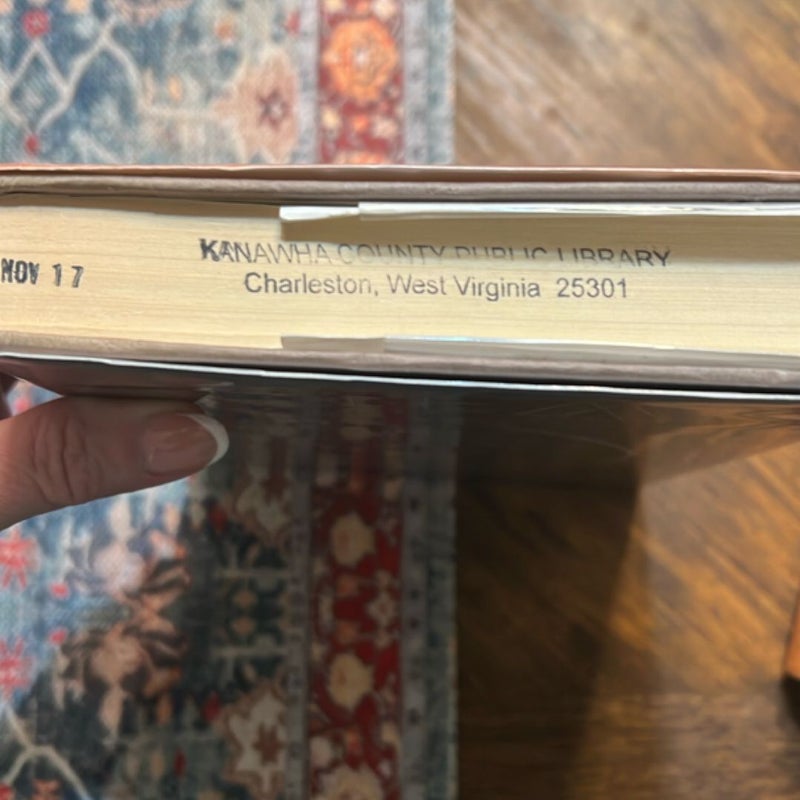 NOV 17
KANAWHA COUNTY PUBLIC LIBRARY
Charleston, West Virginia 25301